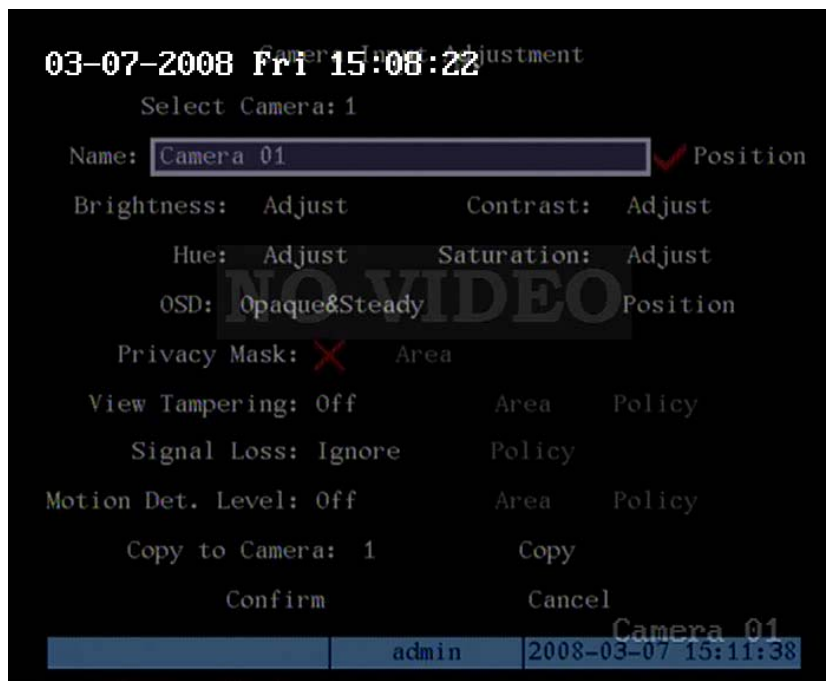 Camera Input Adjustment
03-07-2008 Fri 15:08:22
Select Camera: 1
Name: Camera 01 Position
Brightness: Adjust Contrast: Adjust
Hue: Adjust Saturation: Adjust
NO VIDEO
OSD: Opaque&Steady Position
Privacy Mask: Area
View Tampering: Off Area Policy
Signal Loss: Ignore Policy
Motion Det. Level: Off Area Policy
Copy to Camera: 1 Copy
Confirm Cancel
Camera 01
admin 2008-03-07 15:11:38